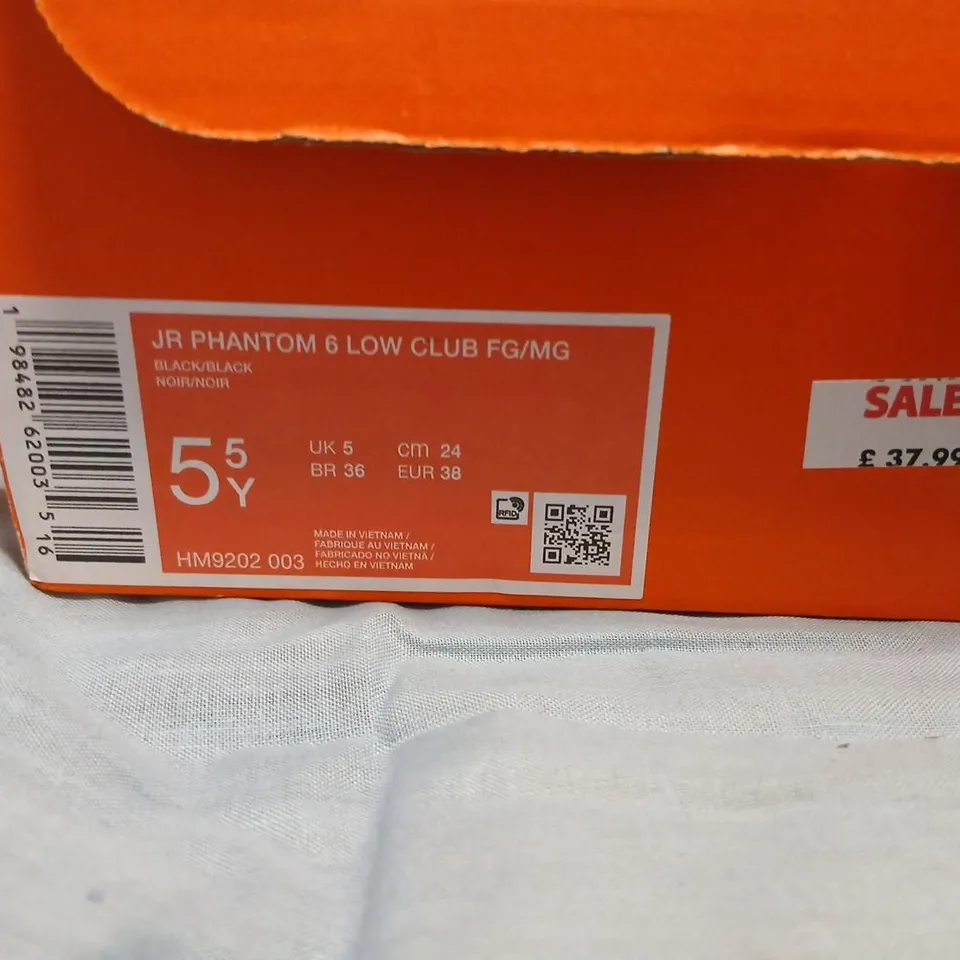 JR PHANTOM 6 LOW CLUB FG/MG
BLACK/BLACK
NOIR/NOIR
5 5 Y
UK 5 cm 24
BR 36 EUR 38
RFID
MADE IN VIETNAM /
FABRIQUE AU VIETNAM /
FABRICADO NO VIETNÃ /
HECHO EN VIETNAM
HM9202 003
1 98482 62003 5 16
SALE
£ 37.99